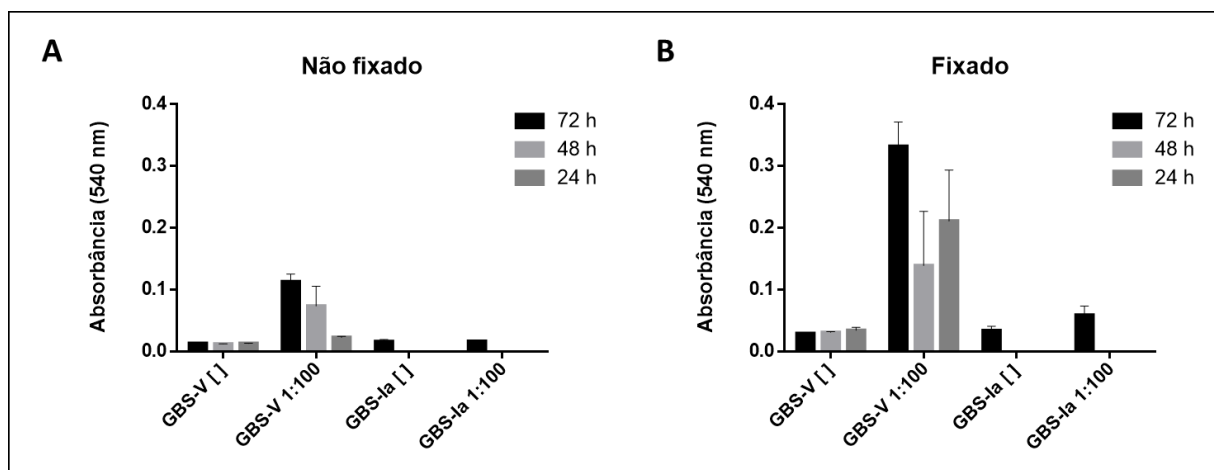 A
Não fixado
Absorbância (540 nm)
0.4
0.3
0.2
0.1
0.0
72 h
48 h
24 h
GBS-V [ ]
GBS-V 1:100
GBS-Ia [ ]
GBS-Ia 1:100
B
Fixado
Absorbância (540 nm)
0.4
0.3
0.2
0.1
0.0
72 h
48 h
24 h
GBS-V [ ]
GBS-V 1:100
GBS-Ia [ ]
GBS-Ia 1:100